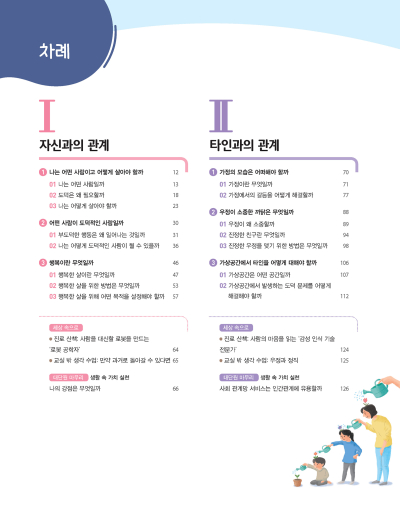 차례
I
자신과의 관계
1 나는 어떤 사람이고 어떻게 살아야 할까 12
01 나는 어떤 사람일까 13
02 도덕은 왜 필요할까 18
03 나는 어떻게 살아야 할까 23
2 어떤 사람이 도덕적인 사람일까 30
01 부도덕한 행동은 왜 일어나는 것일까 31
02 나는 어떻게 도덕적인 사람이 될 수 있을까 36
3 행복이란 무엇일까 46
01 행복한 삶이란 무엇일까 47
02 행복한 삶을 위한 방법은 무엇일까 53
03 행복한 삶을 위해 어떤 목적을 설정해야 할까 57
세상 속으로
● 진로 산책: 사람을 대신할 로봇을 만드는
‘로봇 공학자’ 64
● 교실 밖 생각 수업: 만약 과거로 돌아갈 수 있다면 65
대단원 마무리 생활 속 가치 실천
나의 강점은 무엇일까 66
II
타인과의 관계
1 가정의 모습은 어떠해야 할까 70
01 가정이란 무엇일까 71
02 가정에서의 갈등을 어떻게 해결할까 77
2 우정이 소중한 까닭은 무엇일까 88
01 우정이 왜 소중할까 89
02 진정한 친구란 무엇일까 94
03 진정한 우정을 맺기 위한 방법은 무엇일까 98
3 가상공간에서 타인을 어떻게 대해야 할까 106
01 가상공간은 어떤 공간일까 107
02 가상공간에서 발생하는 도덕 문제를 어떻게
해결해야 할까 112
세상 속으로
● 진로 산책: 사람의 마음을 읽는 ‘감성 인식 기술
전문가’ 124
● 교실 밖 생각 수업: 우정과 정직 125
대단원 마무리 생활 속 가치 실천
사회 관계망 서비스는 인간관계에 유용할까 126